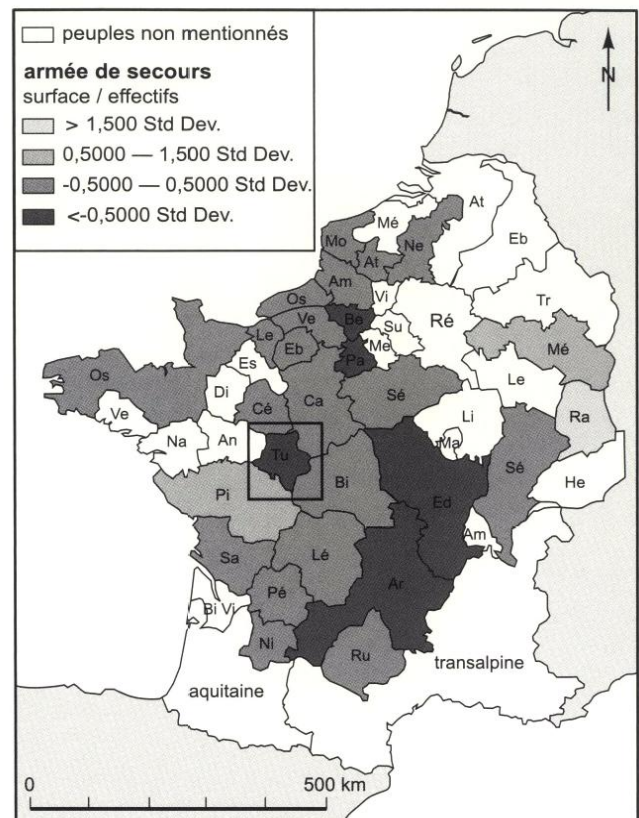 peuples non mentionnés
armée de secours
surface / effectifs
> 1,500 Std Dev.
0,5000 — 1,500 Std Dev.
-0,5000 — 0,5000 Std Dev.
<-0,5000 Std Dev.
N
At
Mé
Mo
Ne
Eb
At
Am
Vi
Tr
Os
Ve
Be
Su
Ré
Le
Eb
Me
Mé
Pa
Es
Os
Di
Cé
Ca
Sé
Le
Ve
Li
Ra
Na
An
Ma
Tu
Sé
He
Pi
Bi
Ed
Am
Sa
Lé
Ar
Pé
Bi Vi
Ni
Ru
transalpine
aquitaine
0
500 km